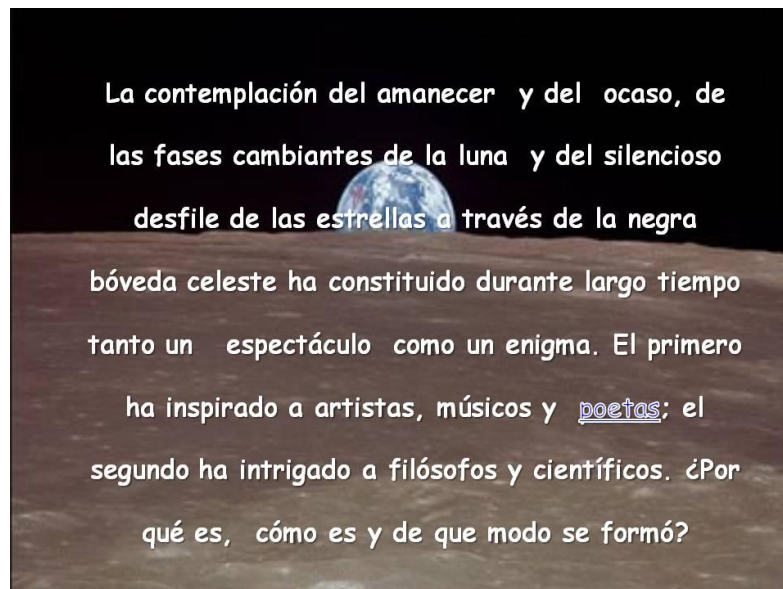 La contemplación del amanecer y del ocaso, de
las fases cambiantes de la luna y del silencioso
desfile de las estrellas a través de la negra
bóveda celeste ha constituido durante largo tiempo
tanto un espectáculo como un enigma. El primero
ha inspirado a artistas, músicos y poetas; el
segundo ha intrigado a filósofos y científicos. ¿Por
qué es, cómo es y de que modo se formó?